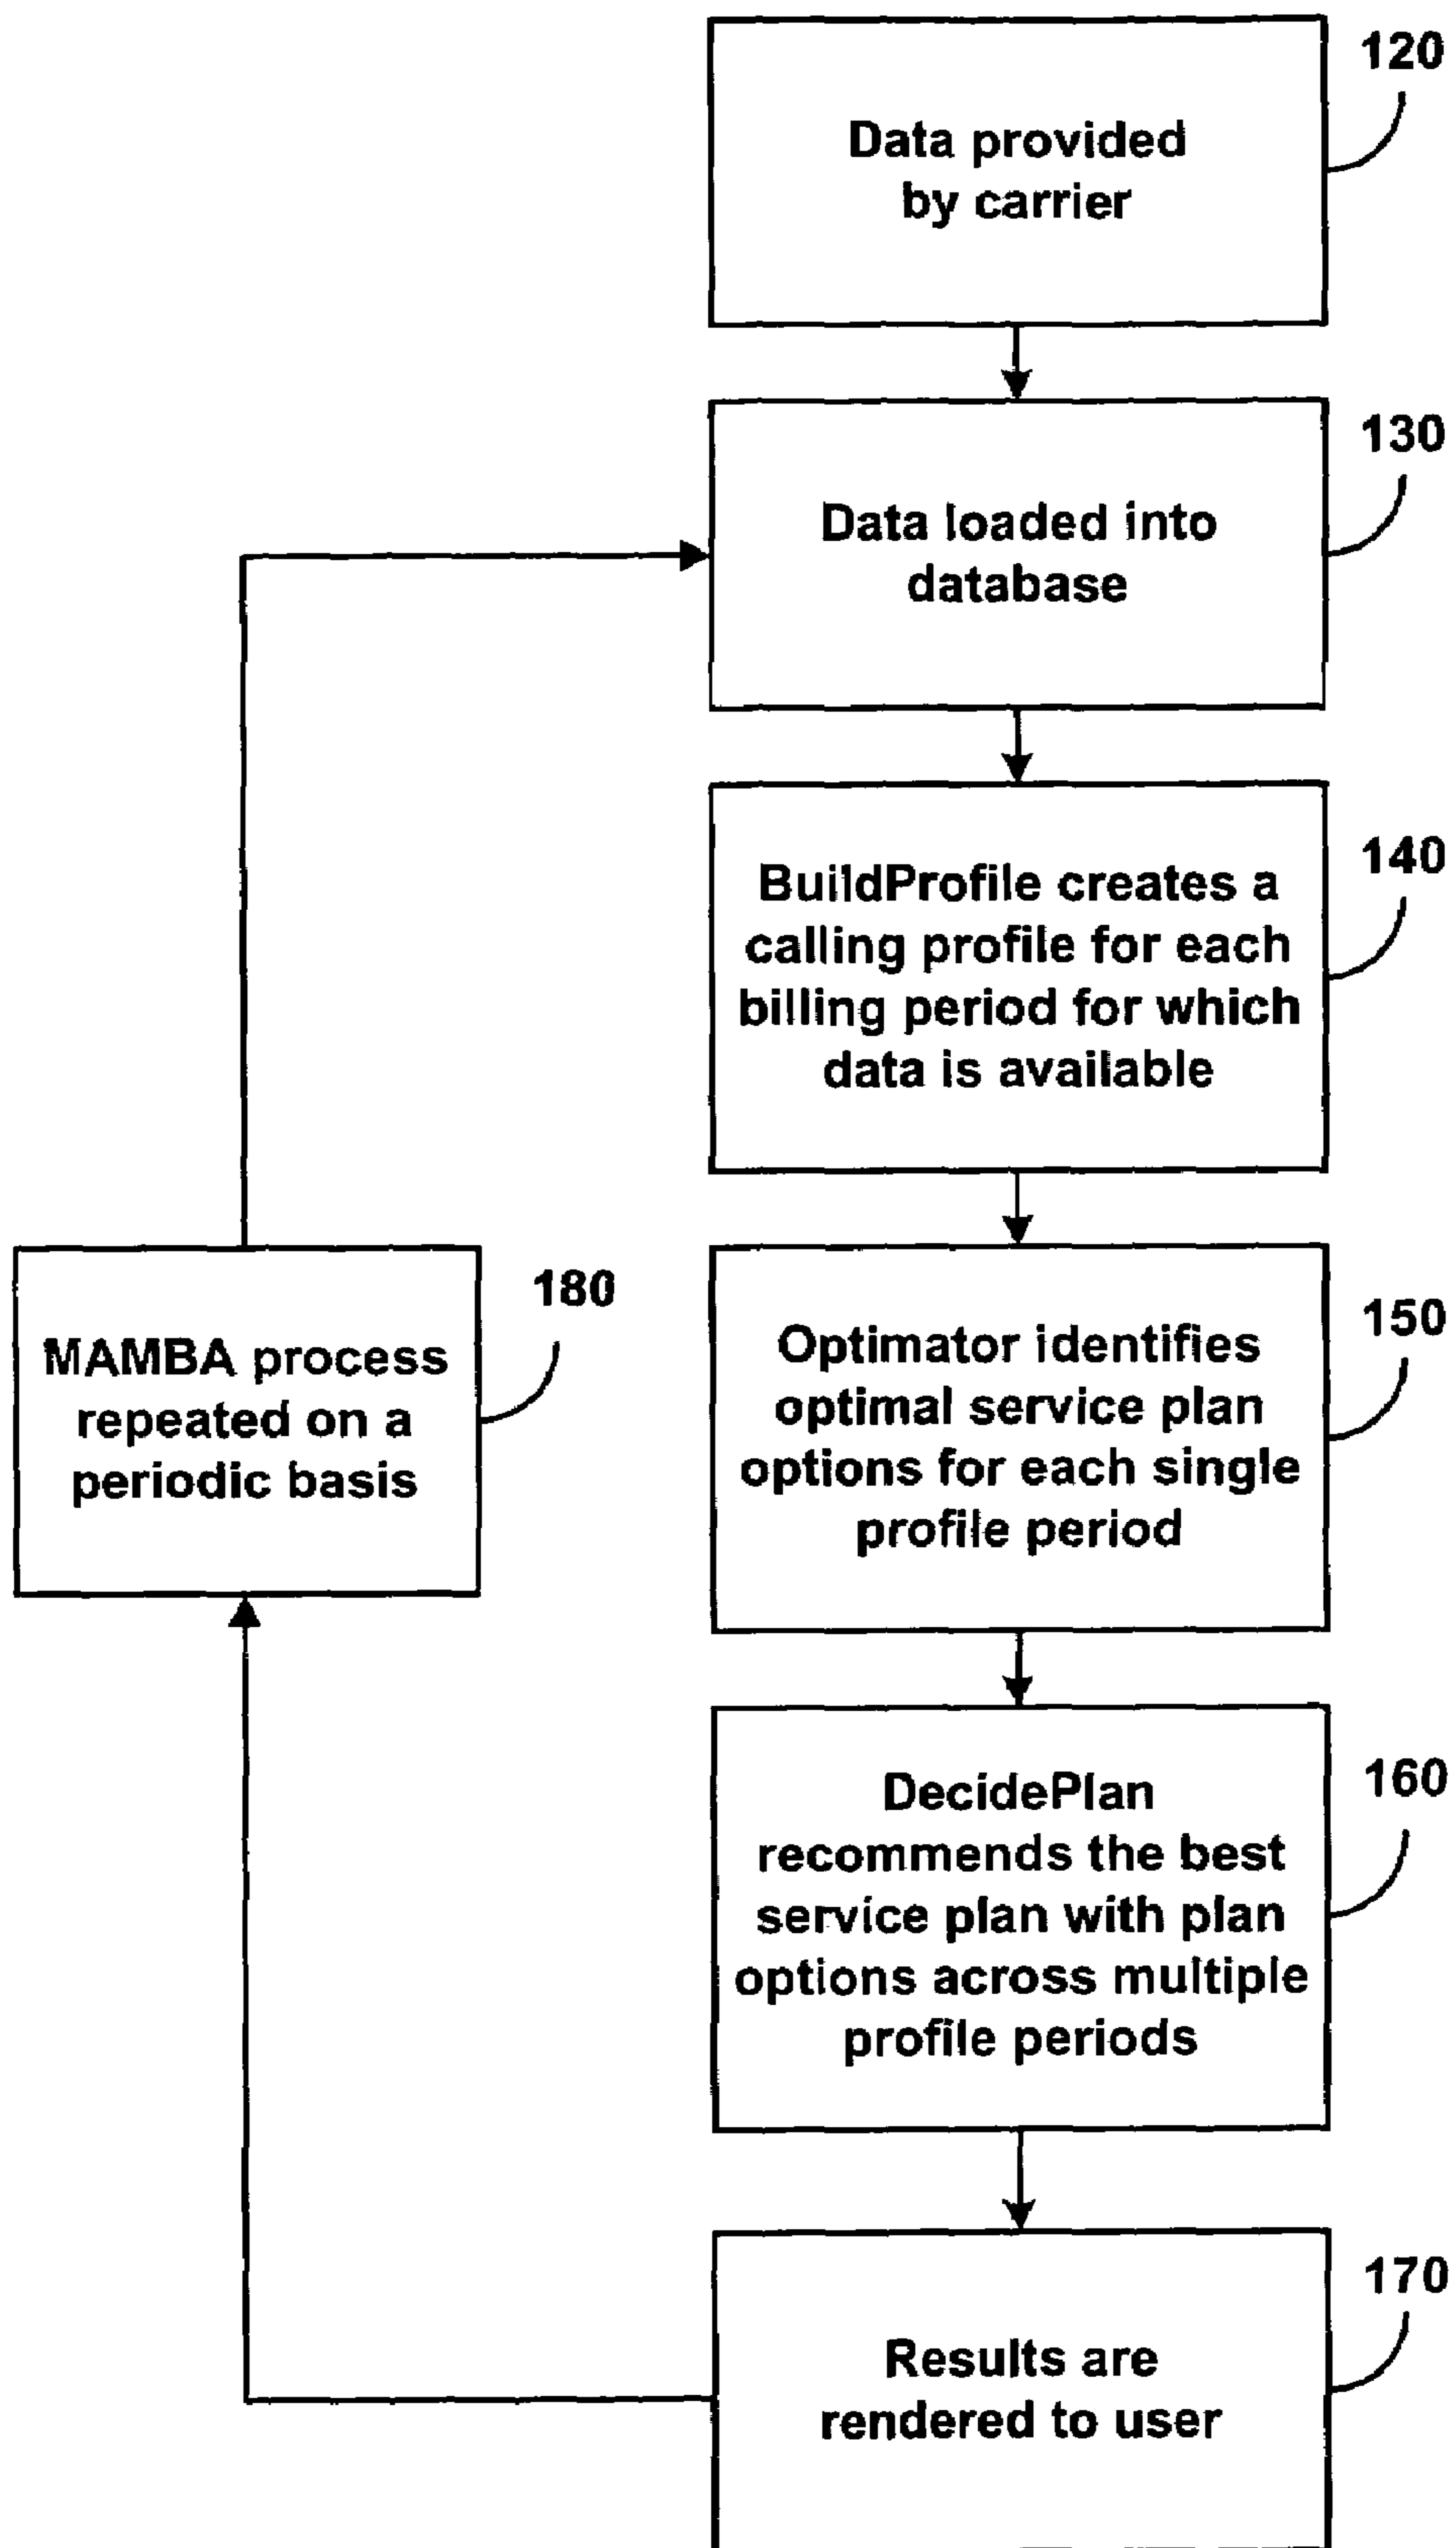 120
Data provided
by carrier
130
Data loaded into
database
140
BuildProfile creates a
calling profile for each
billing period for which
data is available
180
MAMBA process
repeated on a
periodic basis
150
Optimator identifies
optimal service plan
options for each single
profile period
160
DecidePlan
recommends the best
service plan with plan
options across multiple
profile periods
170
Results are
rendered to user